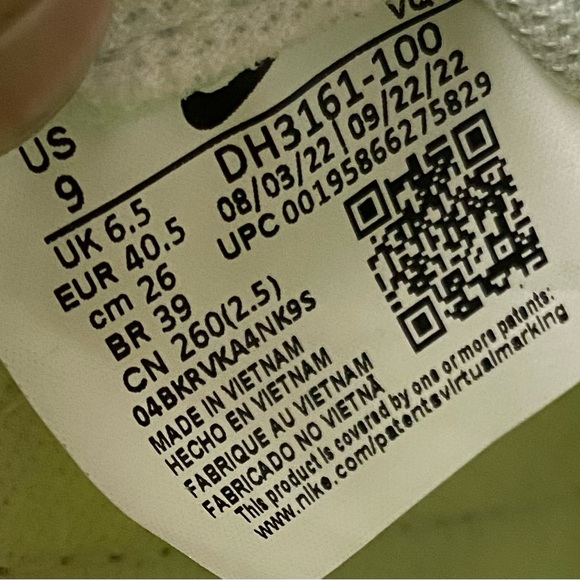 VQ
US
9
DH3161-100
08/03/22|09/22/22
UPC 00195866275829
UK 6.5
EUR 40.5
cm 26
BR 39
CN 260(2.5)
04BKRVKA4NK9S
MADE IN VIETNAM
HECHO EN VIETNAM
FABRIQUE AU VIETNAM
FABRICADO NO VIETNÃ
This product is covered by one or more patents:
www.nike.com/patentsvirtualmarking